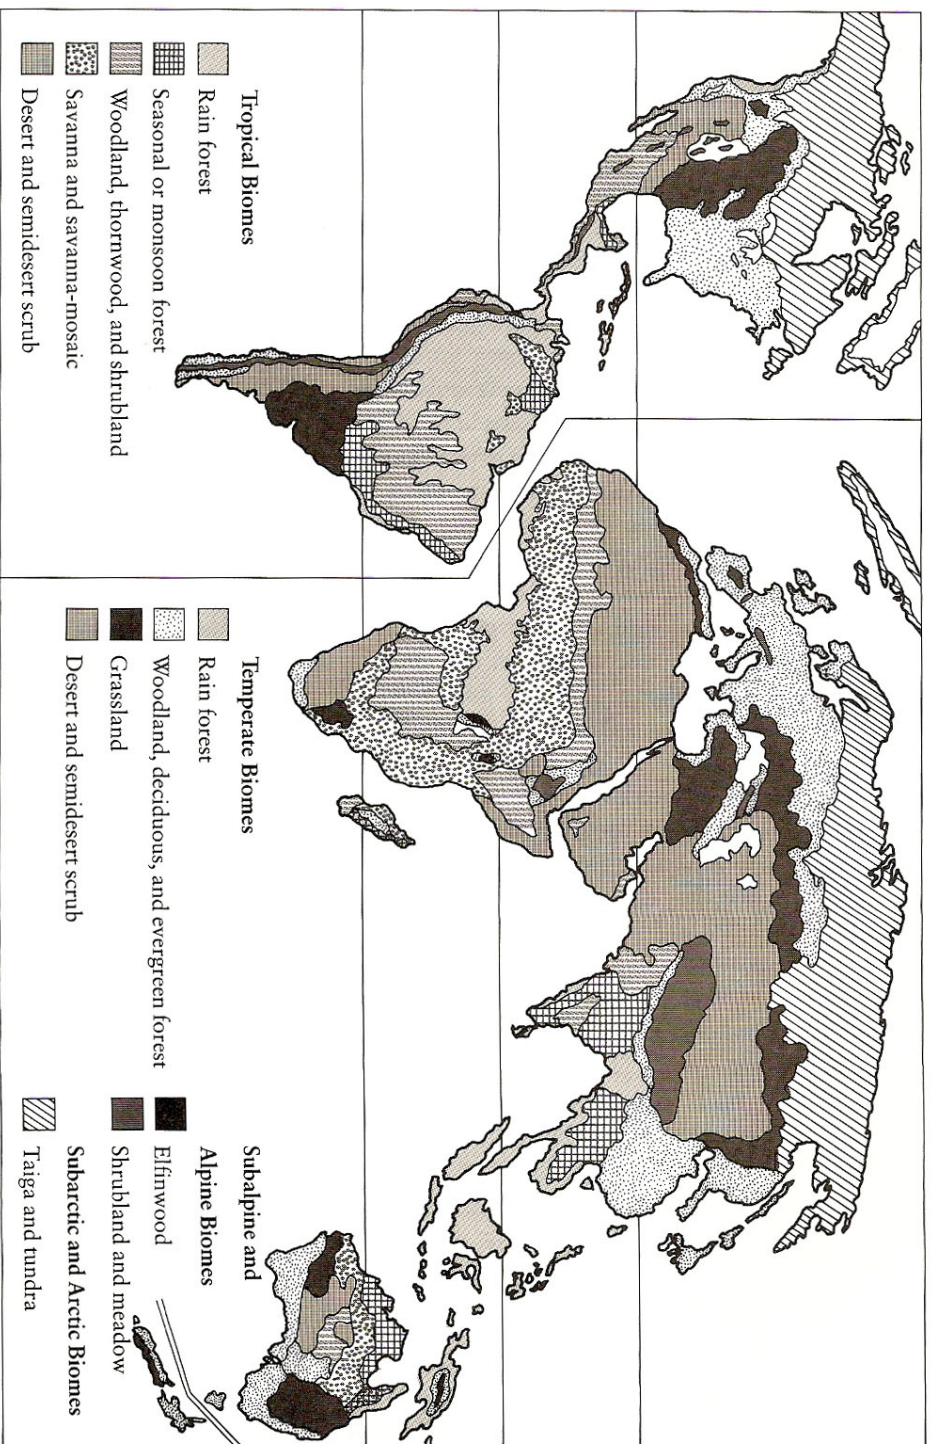 Tropical Biomes
Rain forest
Seasonal or monsoon forest
Woodland, thornwood, and shrubland
Savanna and savanna-mosaic
Desert and semidesert scrub
Temperate Biomes
Rain forest
Woodland, deciduous, and evergreen forest
Grassland
Desert and semidesert scrub
Subalpine and
Alpine Biomes
Elfinwood
Shrubland and meadow
Subarctic and Arctic Biomes
Taiga and tundra